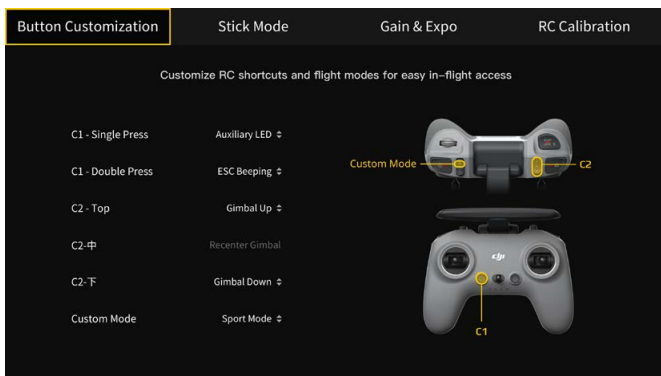 Button Customization Stick Mode Gain & Expo RC Calibration
Customize RC shortcuts and flight modes for easy in-flight access
C1 - Single Press Auxiliary LED
C1 - Double Press ESC Beeping
C2 - Top Gimbal Up
C2-中 Recenter Gimbal
C2-下 Gimbal Down
Custom Mode Sport Mode
Custom Mode C2
dji
C1